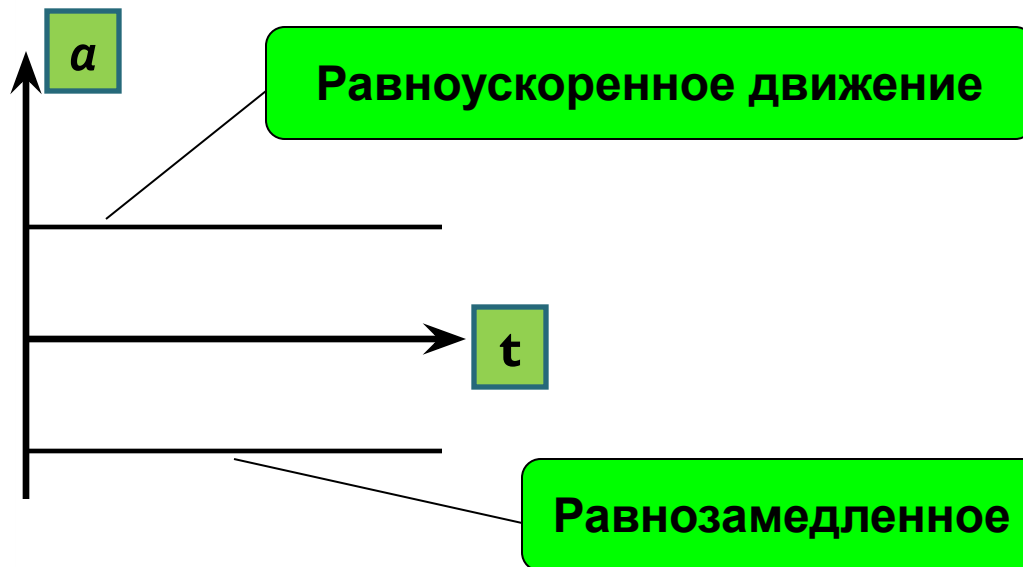 a
Равноускоренное движение
t
Равнозамедленное